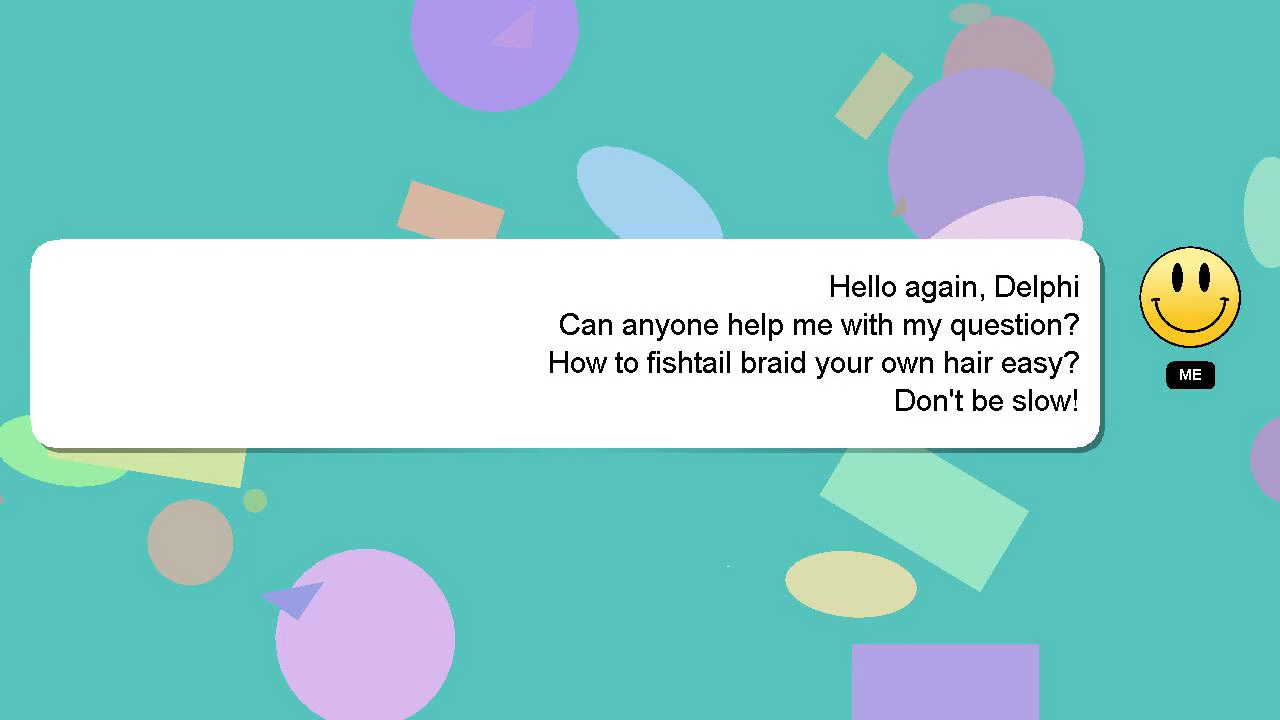 Hello again, Delphi
Can anyone help me with my question?
How to fishtail braid your own hair easy?
Don't be slow!
ME